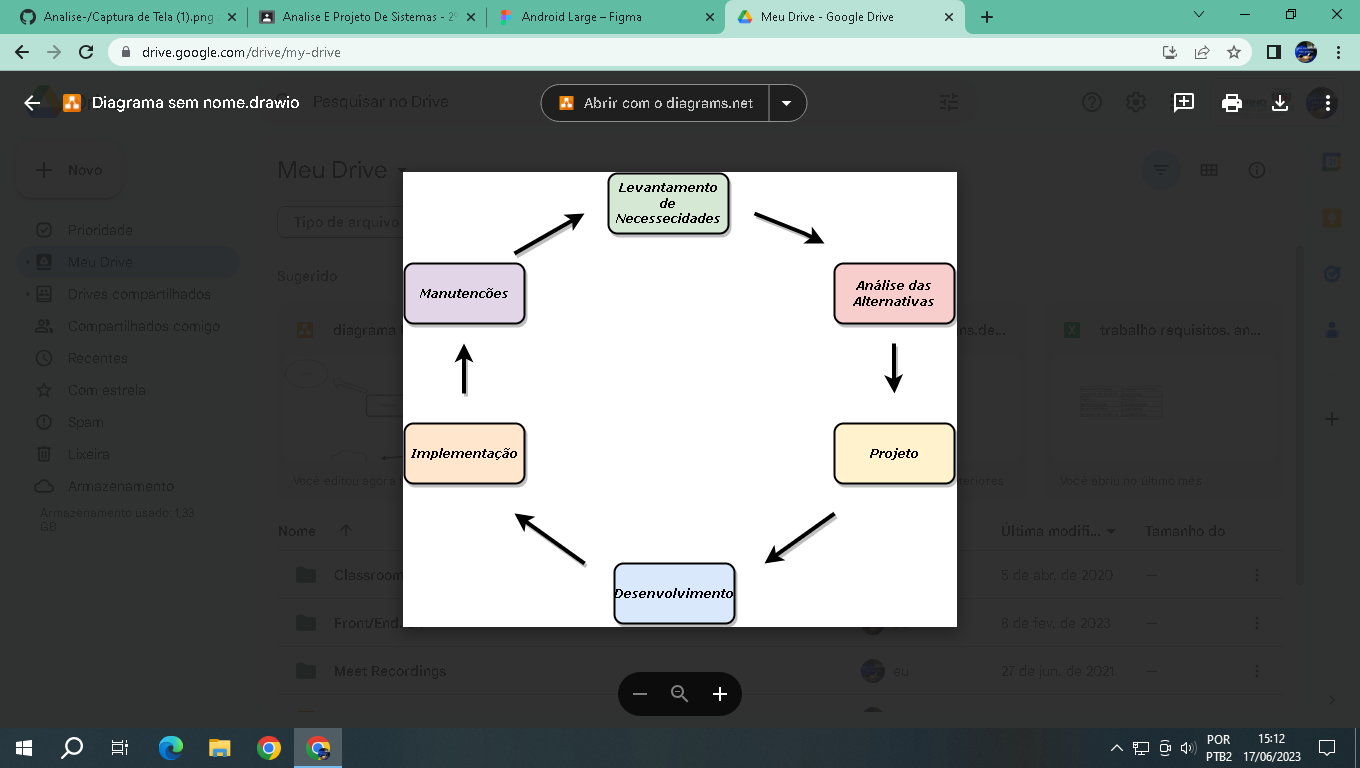 Analise-/Captura de Tela (1).png
Analise E Projeto De Sistemas - 2º
Android Large – Figma
Meu Drive - Google Drive
drive.google.com/drive/my-drive
Diagrama sem nome.drawio
Pesquisar no Drive
Abrir com o diagrams.net
Novo
Meu Drive
Tipo de arquivo
Prioridade
Meu Drive
Drives compartilhados
Compartilhados comigo
Recentes
Com estrela
Spam
Lixeira
Armazenamento
Armazenamento usado: 1.33
GB
Sugerido
diagrama
trabalho requisitos. an...
Você editou agora
Você abriu no último mês
Levantamento
de
Necessecidades
Análise das
Alternativas
Projeto
Desenvolvimento
Implementação
Manutencões
Nome
Última modifi...
Tamanho do
Classroom
5 de abr. de 2020
—
Front/End
8 de fev. de 2023
—
Meet Recordings
eu
27 de jun. de 2021
—
POR
PTB2
15:12
17/06/2023